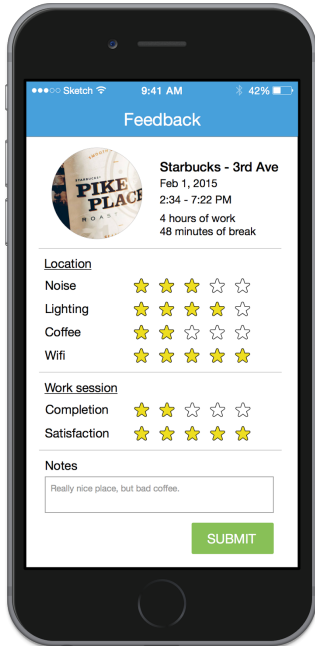 Sketch 9:41 AM 42%
Feedback
STARBUCKS
PIKE
PLACE
ROAST
Starbucks - 3rd Ave
Feb 1, 2015
2:34 - 7:22 PM
4 hours of work
48 minutes of break
Location
Noise
Lighting
Coffee
Wifi
Work session
Completion
Satisfaction
Notes
Really nice place, but bad coffee.
SUBMIT